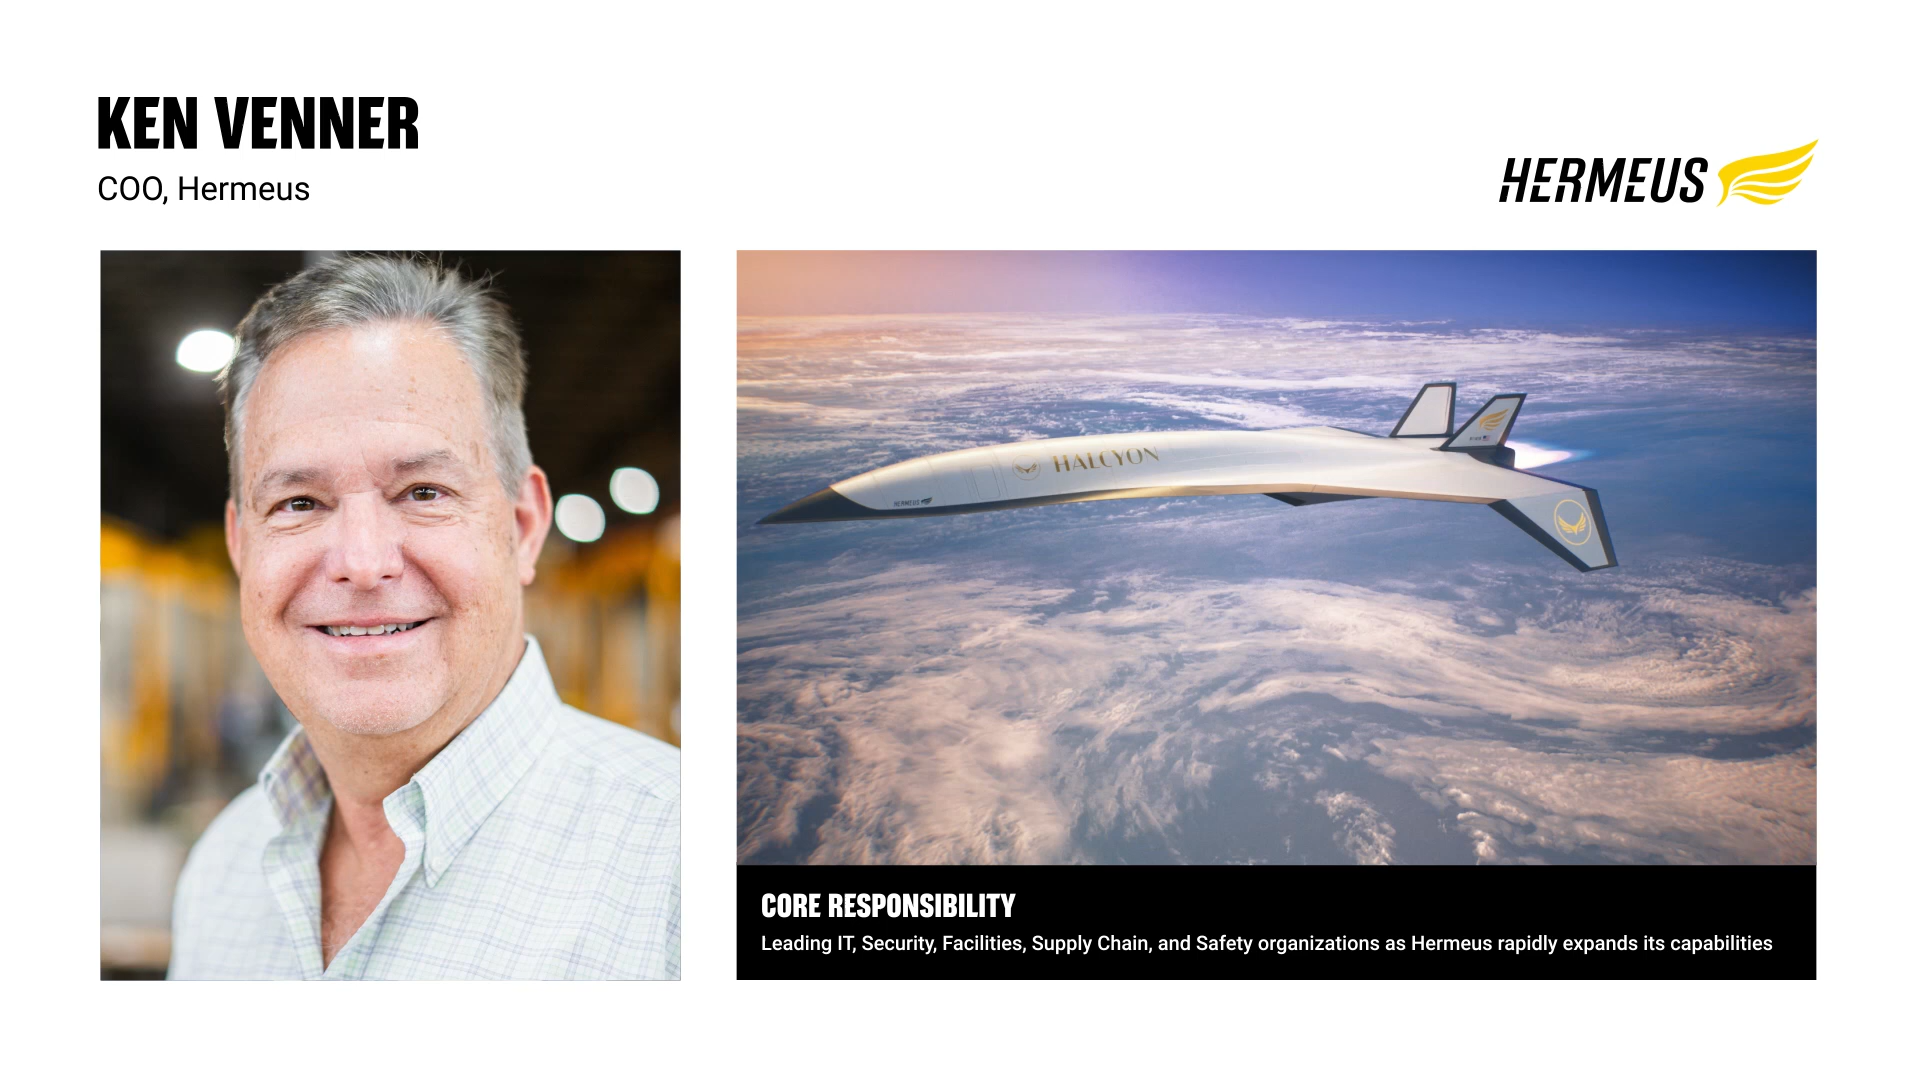 KEN VENNER
COO, Hermeus
HERMEUS
HALCYON
HERMEUS
CORE RESPONSIBILITY
Leading IT, Security, Facilities, Supply Chain, and Safety organizations as Hermeus rapidly expands its capabilities